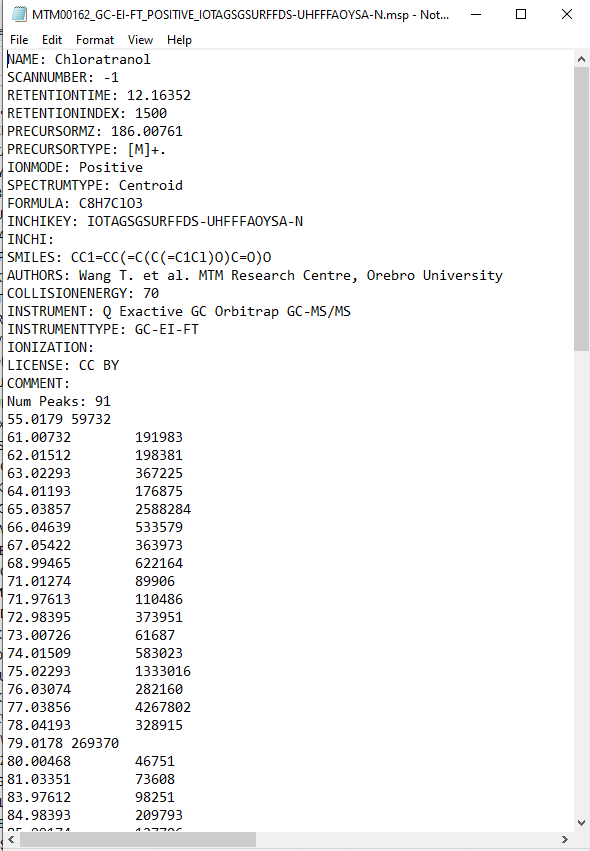 MTM00162_GC-EI-FT_POSITIVE_IOTAGSGSURFFDS-UHFFFAOYSA-N.msp - Not...
File Edit Format View Help
NAME: Chloratranol
SCANNUMBER: -1
RETENTIONTIME: 12.16352
RETENTIONINDEX: 1500
PRECURSORMZ: 186.00761
PRECURSORTYPE: [M]+.
IONMODE: Positive
SPECTRUMTYPE: Centroid
FORMULA: C8H7ClO3
INCHIKEY: IOTAGSGSURFFDS-UHFFFAOYSA-N
INCHI:
SMILES: CC1=CC(=C(C(=C1Cl)O)C=O)O
AUTHORS: Wang T. et al. MTM Research Centre, Orebro University
COLLISIONENERGY: 70
INSTRUMENT: Q Exactive GC Orbitrap GC-MS/MS
INSTRUMENTTYPE: GC-EI-FT
IONIZATION:
LICENSE: CC BY
COMMENT:
Num Peaks: 91
55.0179 59732
61.00732 191983
62.01512 198381
63.02293 367225
64.01193 176875
65.03857 2588284
66.04639 533579
67.05422 363973
68.99465 622164
71.01274 89906
71.97613 110486
72.98395 373951
73.00726 61687
74.01509 583023
75.02293 1333016
76.03074 282160
77.03856 4267802
78.04193 328915
79.0178 269370
80.00468 46751
81.03351 73608
83.97612 98251
84.98393 209793